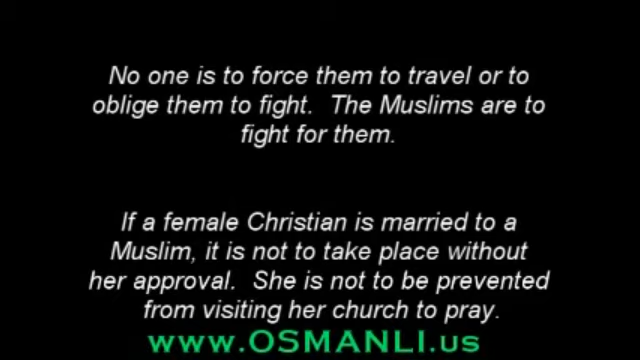 No one is to force them to travel or to
oblige them to fight. The Muslims are to
fight for them.
If a female Christian is married to a
Muslim, it is not to take place without
her approval. She is not to be prevented
from visiting her church to pray.
www.OSMANLI.us